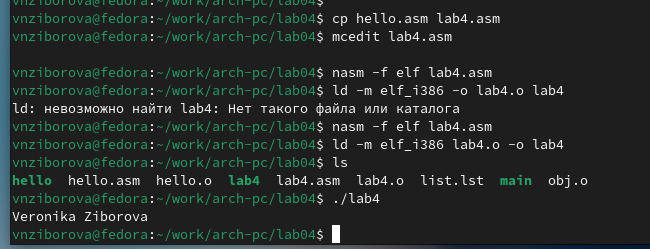 vnziborova@fedora:~/work/arch-pc/lab04$ cp hello.asm lab4.asm
vnziborova@fedora:~/work/arch-pc/lab04$ mcedit lab4.asm
vnziborova@fedora:~/work/arch-pc/lab04$ nasm -f elf lab4.asm
vnziborova@fedora:~/work/arch-pc/lab04$ ld -m elf_i386 -o lab4.o lab4
ld: невозможно найти lab4: Нет такого файла или каталога
vnziborova@fedora:~/work/arch-pc/lab04$ nasm -f elf lab4.asm
vnziborova@fedora:~/work/arch-pc/lab04$ ld -m elf_i386 lab4.o -o lab4
vnziborova@fedora:~/work/arch-pc/lab04$ ls
hello hello.asm hello.o lab4 lab4.asm lab4.o list.lst main obj.o
vnziborova@fedora:~/work/arch-pc/lab04$ ./lab4
Veronika Ziborova
vnziborova@fedora:~/work/arch-pc/lab04$